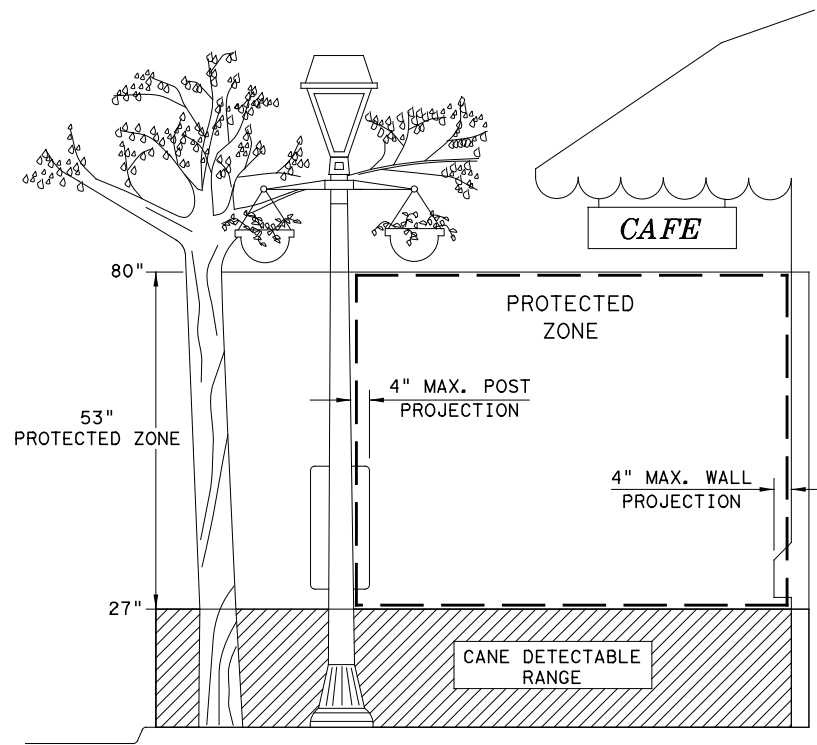 CAFE
80"
PROTECTED
ZONE
4" MAX. POST
PROJECTION
53"
PROTECTED ZONE
4" MAX. WALL
PROJECTION
27"
CANE DETECTABLE
RANGE